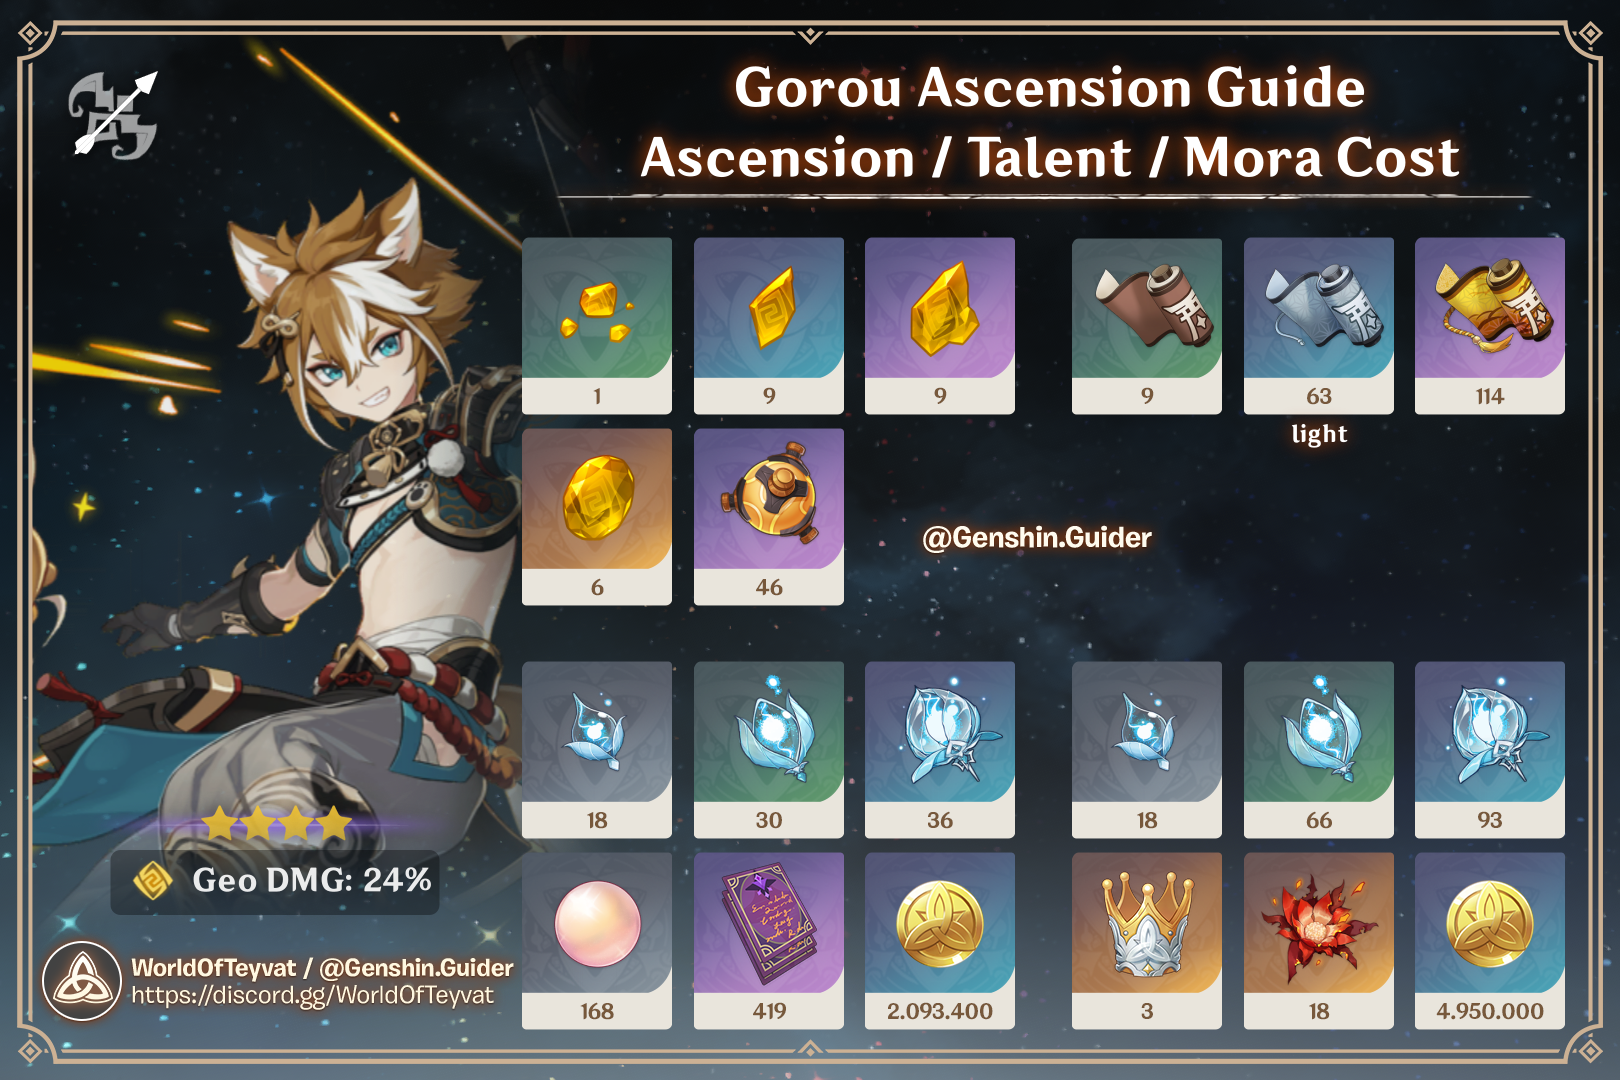 Gorou Ascension Guide
Ascension / Talent / Mora Cost
1
9
9
9
63
114
light
6
46
@Genshin.Guider
18
30
36
18
66
93
Geo DMG: 24%
168
419
2.093.400
3
18
4.950.000
WorldOfTeyvat / @Genshin.Guider
https://discord.gg/WorldOfTeyvat